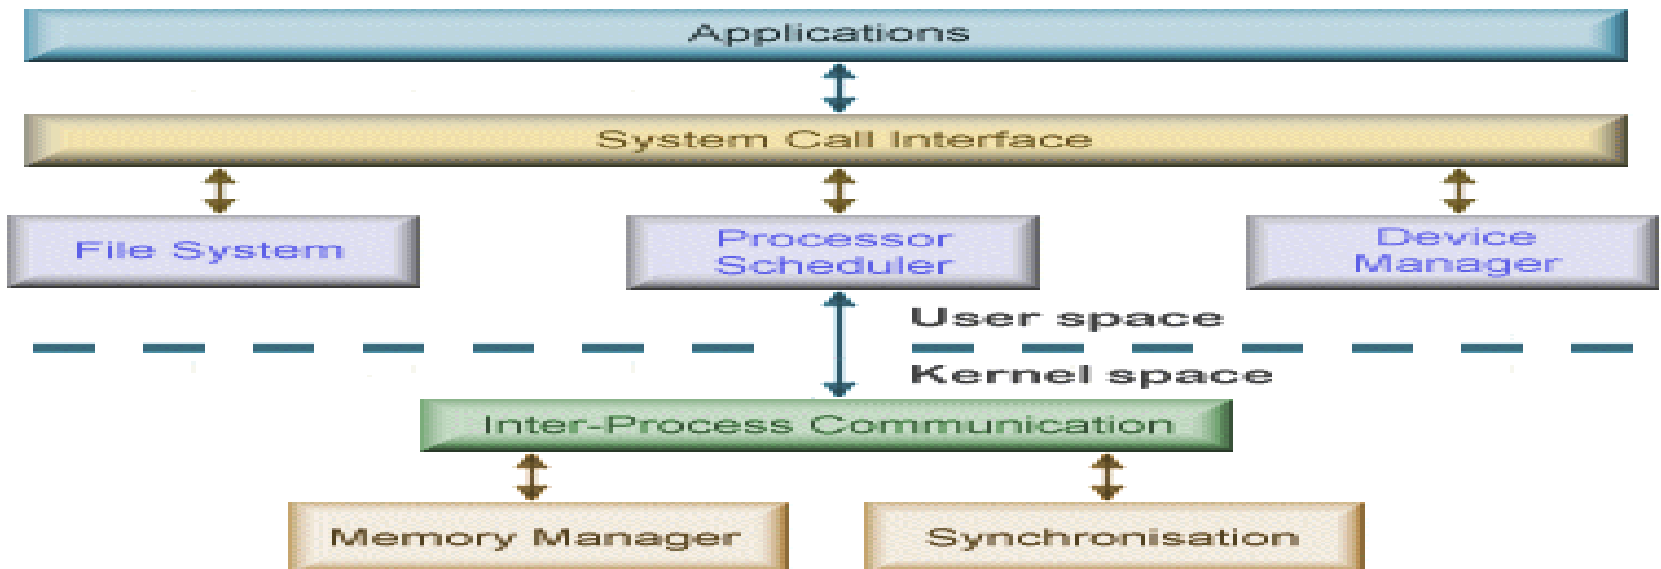 Applications
System Call Interface
File System
Processor
Scheduler
Device
Manager
User space
Kernel space
Inter-Process Communication
Memory Manager
Synchronisation